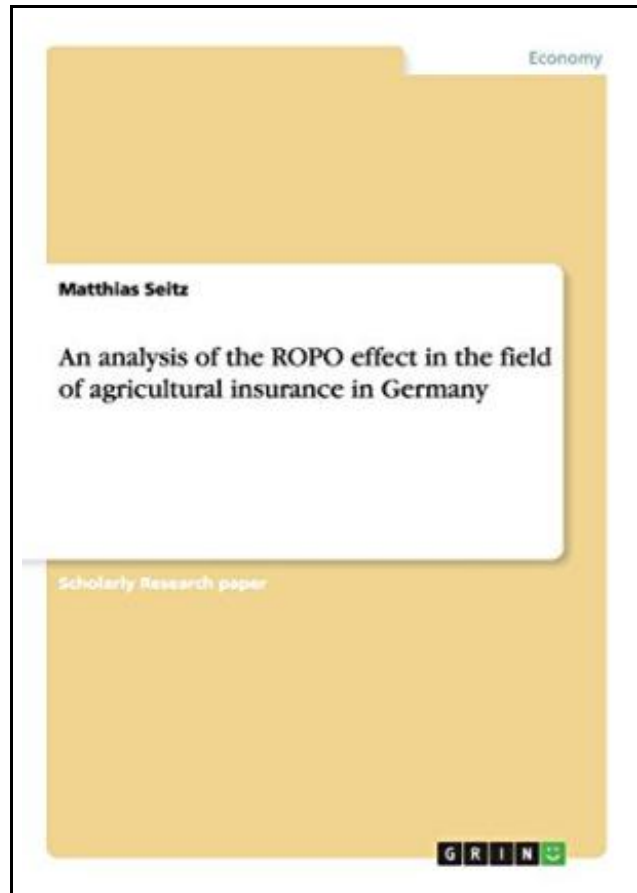 Economy
Matthias Seitz
An analysis of the ROPO effect in the field
of agricultural insurance in Germany
Scholarly Research paper
GRIN